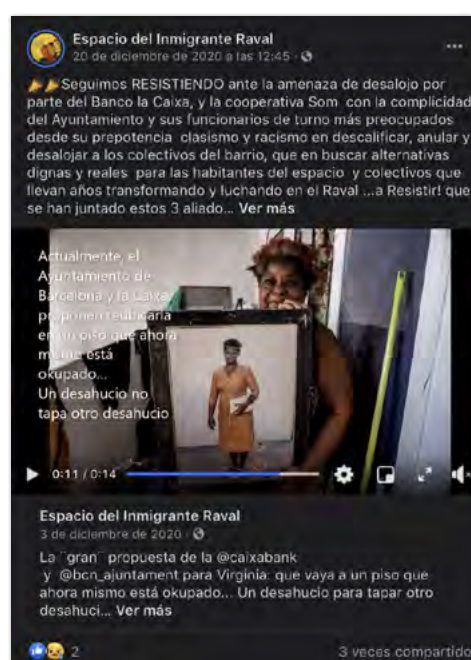 Espacio del Inmigrante Raval
20 de diciembre de 2020 a las 12:45 ·
Seguimos RESISTIENDO ante la amenaza de desalojo por
parte del Banco la Caixa, y la cooperativa Som con la complicidad
del Ayuntamiento y sus funcionarios de turno más preocupados
desde su prepotencia clasismo y racismo en descalificar, anular y
desalojar a los colectivos del barrio, que en buscar alternativas
dignas y reales para las habitantes del espacio y colectivos que
llevan años transformando y luchando en el Raval ...a Resistir! que
se han juntado estos 3 aliado... Ver más
Actualmente, el
Ayuntamiento de
Barcelona y la Caixa
proponen reubicarla
en un piso que ahora
mismo está
okupado...
Un desahucio no
tapa otro desahucio
0:11 / 0:14
Espacio del Inmigrante Raval
3 de diciembre de 2020 ·
La ¨gran¨ propuesta de la @caixabank
y @bcn_ajuntament para Virginia: que vaya a un piso que
ahora mismo está okupado... Un desahucio para tapar otro
desahuci... Ver más
2
3 veces compartido